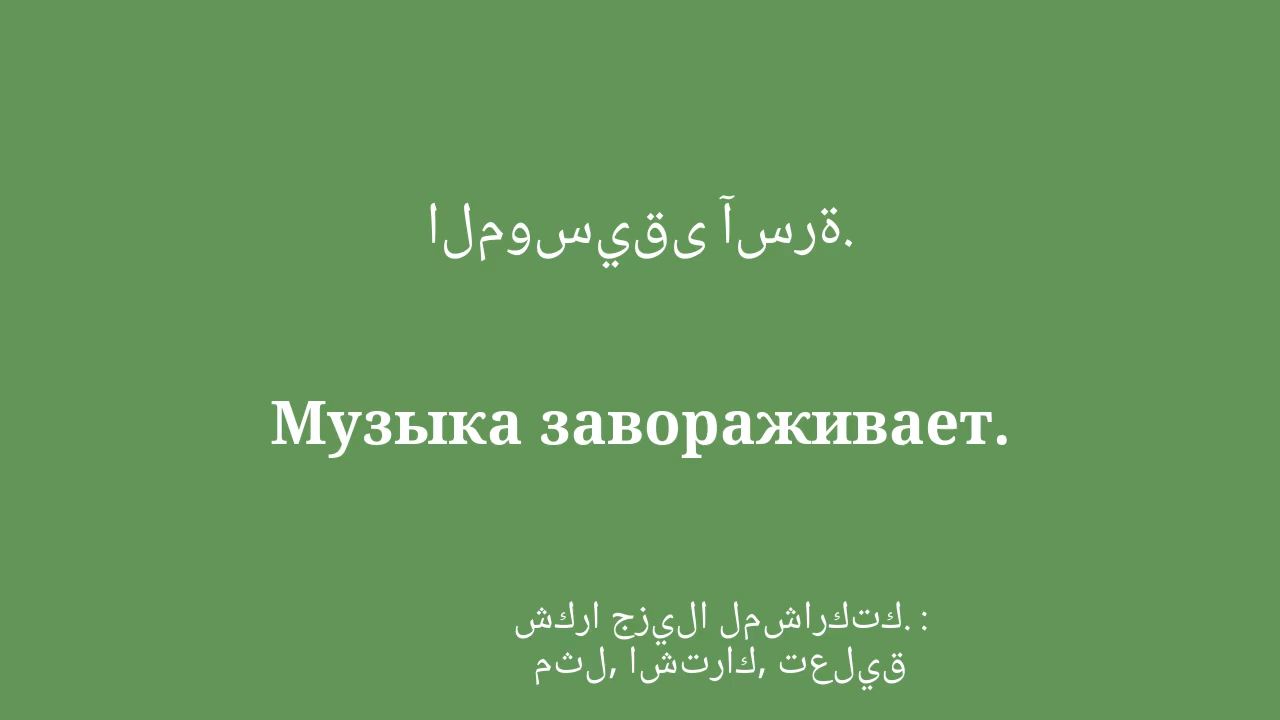 الموسيقى آسرة.
Музыка завораживает.
شكرا جزيلا لمشاركتك. :
مثل, اشتراك, تعليق